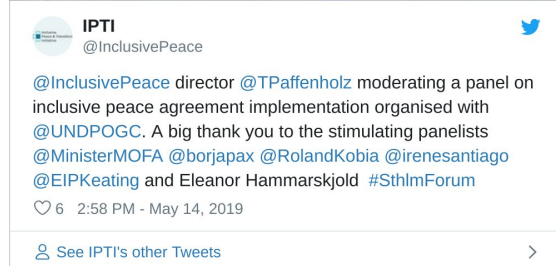 IPTI
@InclusivePeace
@InclusivePeace director @TPaffenholz moderating a panel on
inclusive peace agreement implementation organised with
@UNDPOGC. A big thank you to the stimulating panelists
@MinisterMOFA @borjapax @RolandKobia @irenesantiago
@EIPKeating and Eleanor Hammarskjold #SthlmForum
6 2:58 PM - May 14, 2019
See IPTI's other Tweets